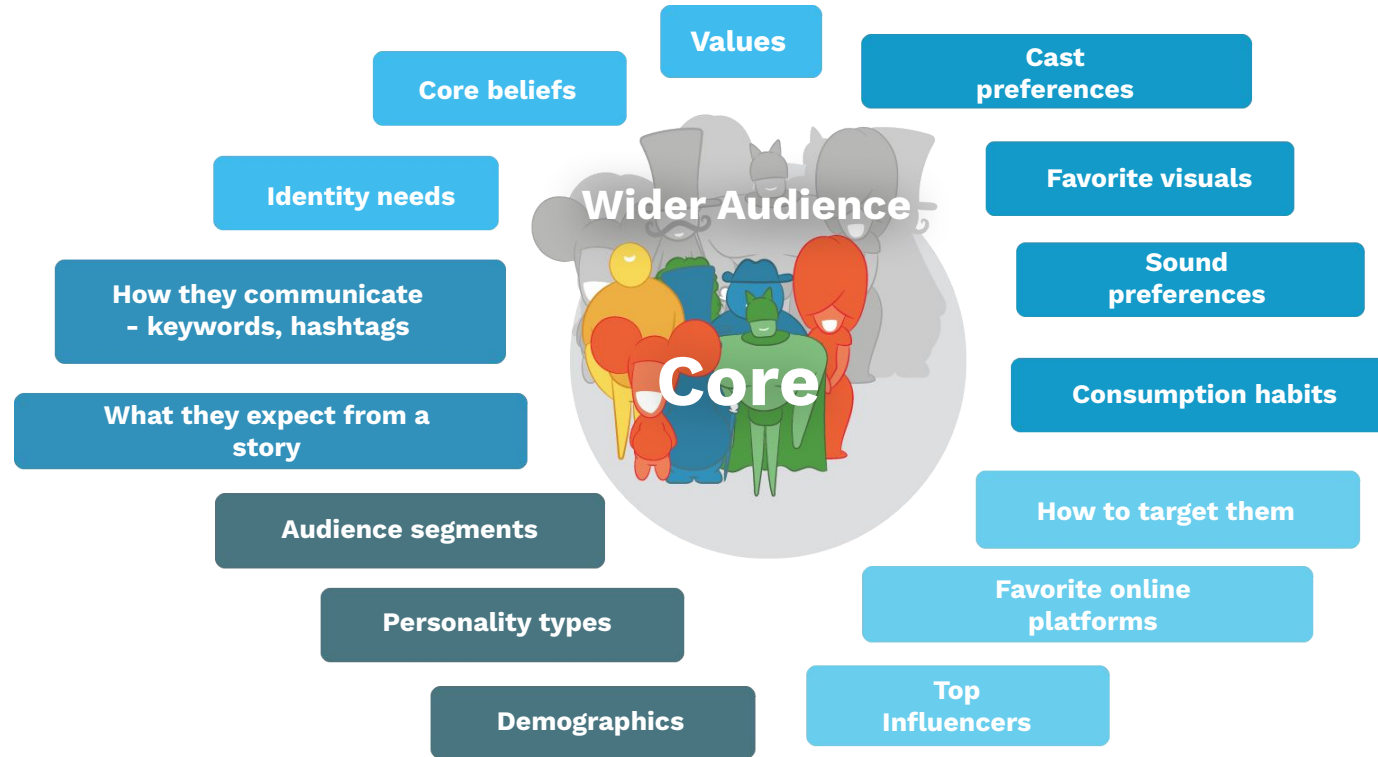 Values
Cast
preferences
Core beliefs
Favorite visuals
Identity needs
Wider Audience
Sound
preferences
How they communicate
- keywords, hashtags
Core
Consumption habits
What they expect from a
story
How to target them
Audience segments
Favorite online
platforms
Personality types
Top
Influencers
Demographics